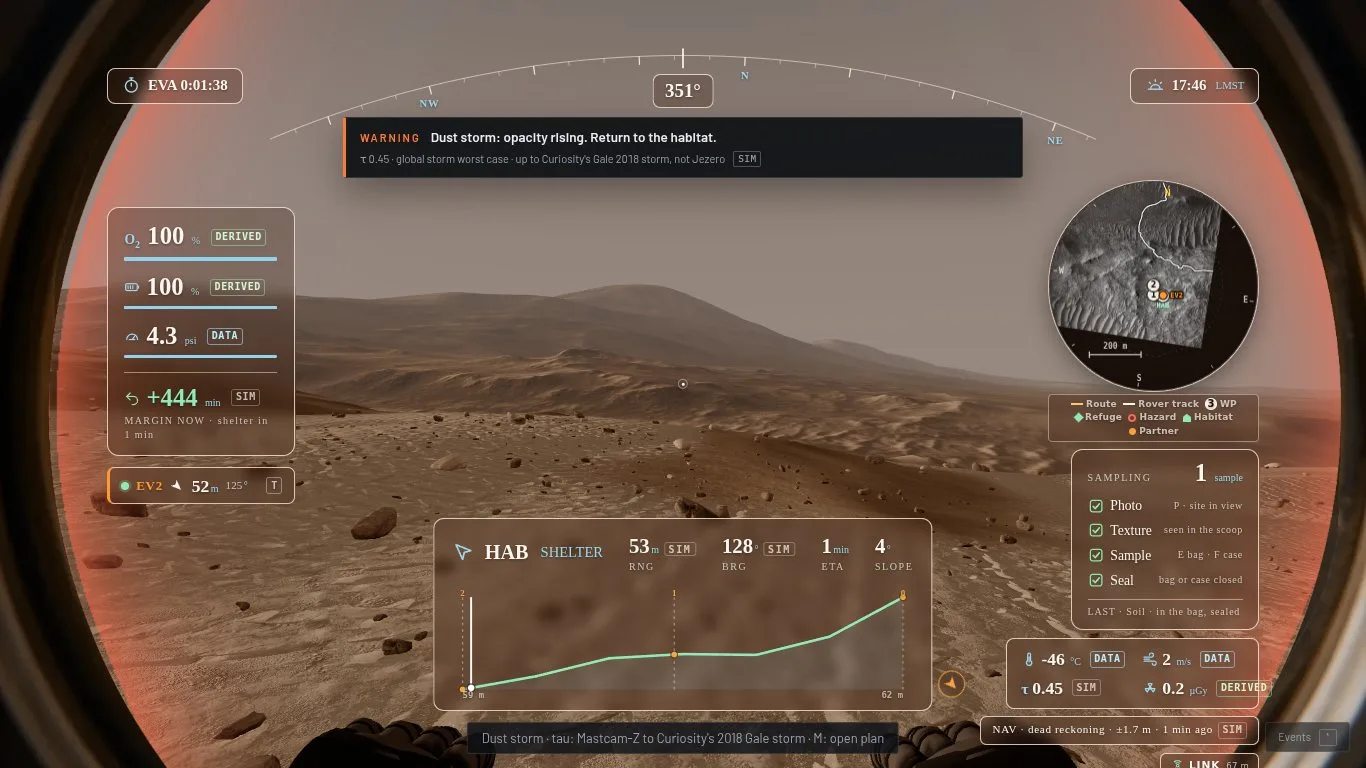 EVA 0:01:38
NW
351°
N
NE
17:46 LMST
WARNING Dust storm: opacity rising. Return to the habitat.
τ 0.45 · global storm worst case · up to Curiosity's Gale 2018 storm, not Jezero SIM
O2 100 % DERIVED
100 % DERIVED
4.3 psi DATA
+444 min SIM
MARGIN NOW · shelter in
1 min
EV2 52 m 125° T
N
W
E
2
1 EV2
HAB
200 m
S
Route Rover track 3 WP
Refuge Hazard Habitat
Partner
SAMPLING 1 sample
Photo P · site in view
Texture seen in the scoop
Sample E bag · F case
Seal bag or case closed
LAST · Soil · in the bag, sealed
HAB SHELTER 53 m SIM 128° SIM 1 min 4°
RNG BRG ETA SLOPE
2 1
59 m 62 m
-46 °C DATA 2 m/s DATA
τ 0.45 SIM 0.2 µGy DERIVED
NAV · dead reckoning · ±1.7 m · 1 min ago SIM
Dust storm · tau: Mastcam-Z to Curiosity's 2018 Gale storm · M: open plan
Events
LINK 67 m